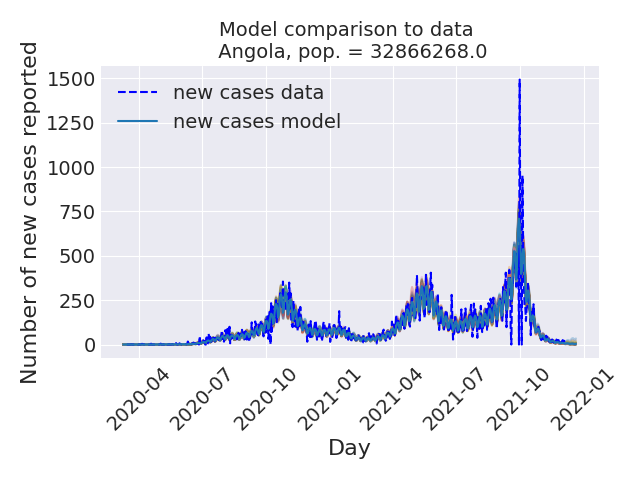 Model comparison to data
Angola, pop. = 32866268.0
new cases data
new cases model
Number of new cases reported
1500
1250
1000
750
500
250
0
2020-04
2020-07
2020-10
2021-01
2021-04
2021-07
2021-10
2022-01
Day